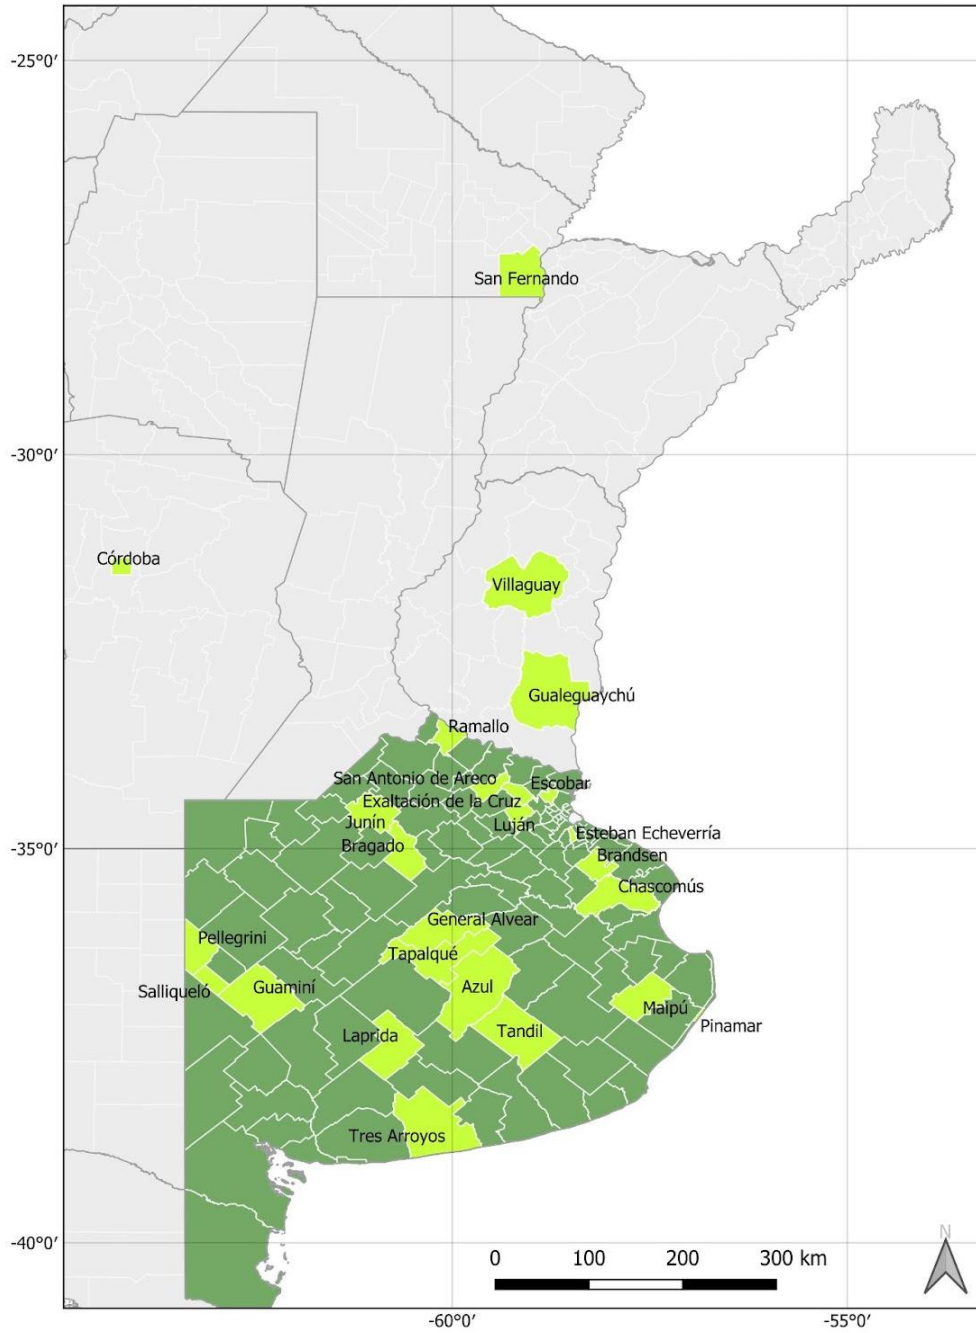 -25°0′
San Fernando
-30°0′
Córdoba
Villaguay
Gualeguaychú
Ramallo
San Antonio de Areco
Escobar
Exaltación de la Cruz
Junín
Luján
Esteban Echeverría
Bragado
-35°0′
Brandsen
Chascomús
General Alvear
Pellegrini
Tapalqué
Salliqueló
Guaminí
Azul
Maipú
Pinamar
Laprida
Tandil
Tres Arroyos
-40°0′
N
0 100 200 300 km
-60°0′
-55°0′